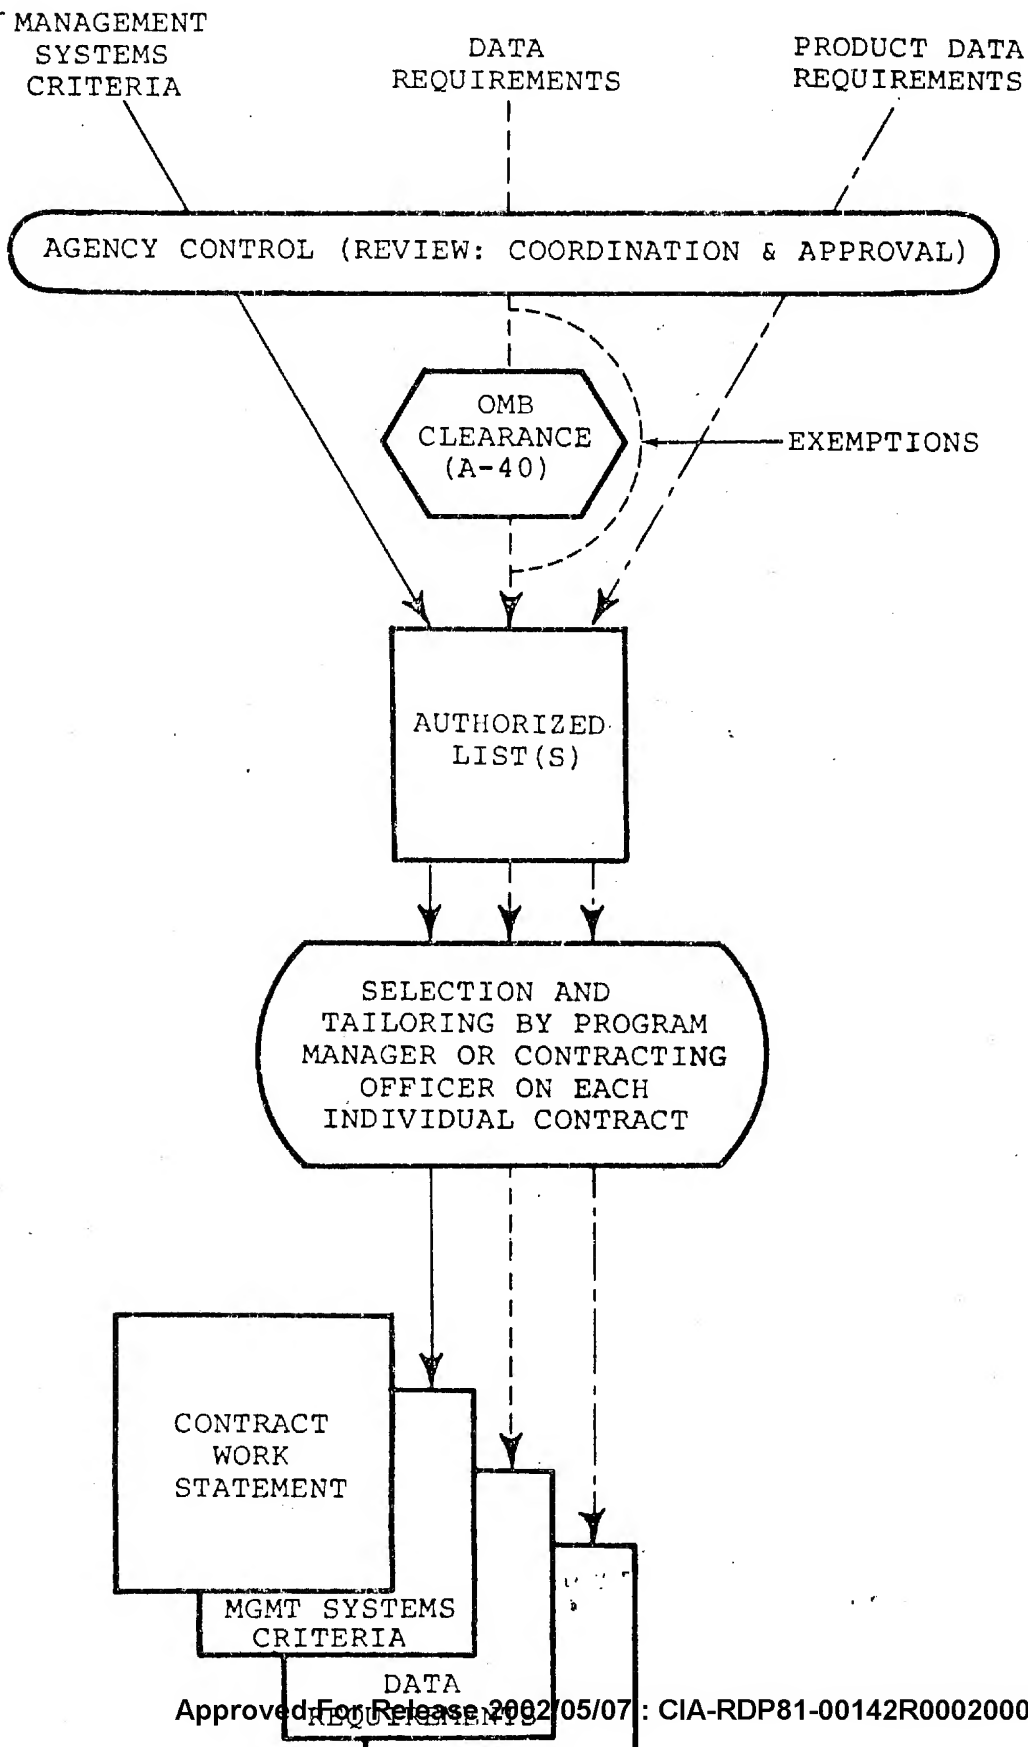 MANAGEMENT
SYSTEMS
CRITERIA
DATA
REQUIREMENTS
PRODUCT DATA
REQUIREMENTS
AGENCY CONTROL (REVIEW: COORDINATION & APPROVAL)
OMB
CLEARANCE
(A-40)
EXEMPTIONS
AUTHORIZED
LIST(S)
SELECTION AND
TAILORING BY PROGRAM
MANAGER OR CONTRACTING
OFFICER ON EACH
INDIVIDUAL CONTRACT
CONTRACT
WORK
STATEMENT
MGMT SYSTEMS
CRITERIA
DATA
REQUIREMENTS
Approved For Release 2002/05/07 : CIA-RDP81-00142R0002000